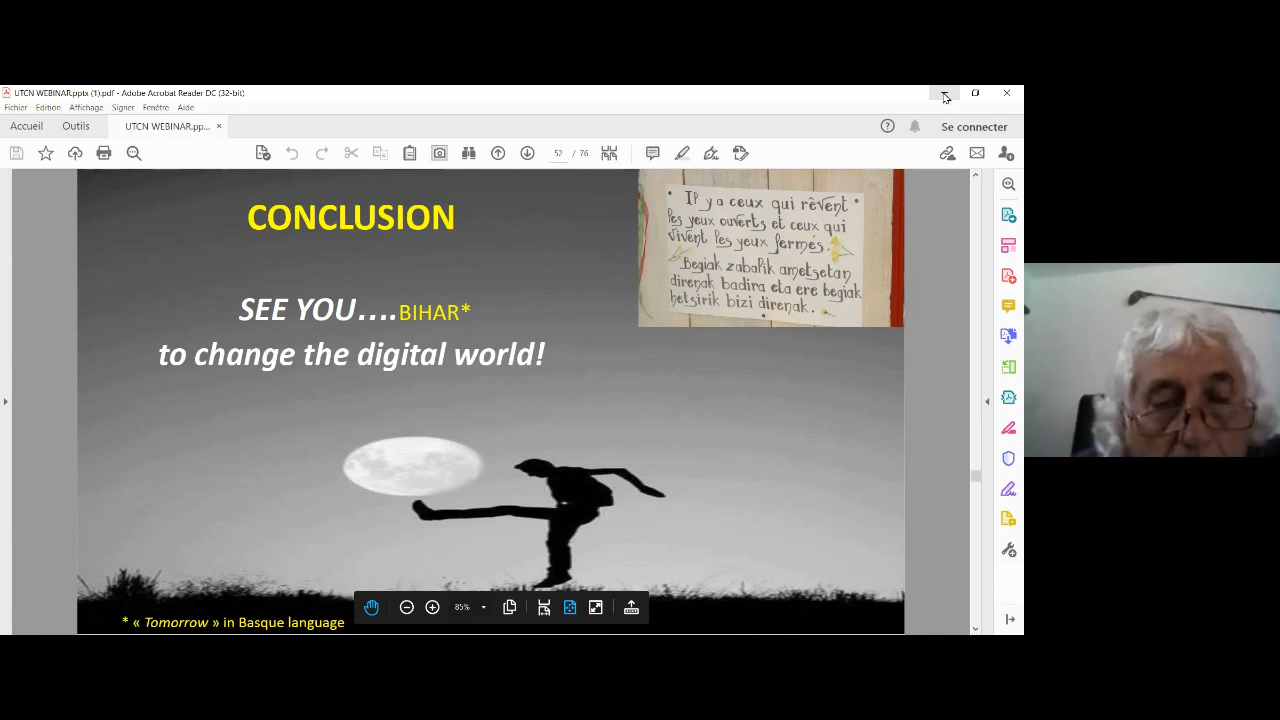 UTCN WEBINAR.pptx (1).pdf - Adobe Acrobat Reader DC (32-bit)
Fichier Edition Affichage Signer Fenêtre Aide
Accueil Outils UTCN WEBINAR.pp... × Se connecter
52 / 76
CONCLUSION
SEE YOU....BIHAR*
to change the digital world!
Il y a ceux qui rêvent
les yeux ouverts et ceux qui
vivent les yeux fermés.
Begiak zabalik ametsetan
direnak badira eta ere begiak
hetsirik bizi direnak.
85%
* « Tomorrow » in Basque language